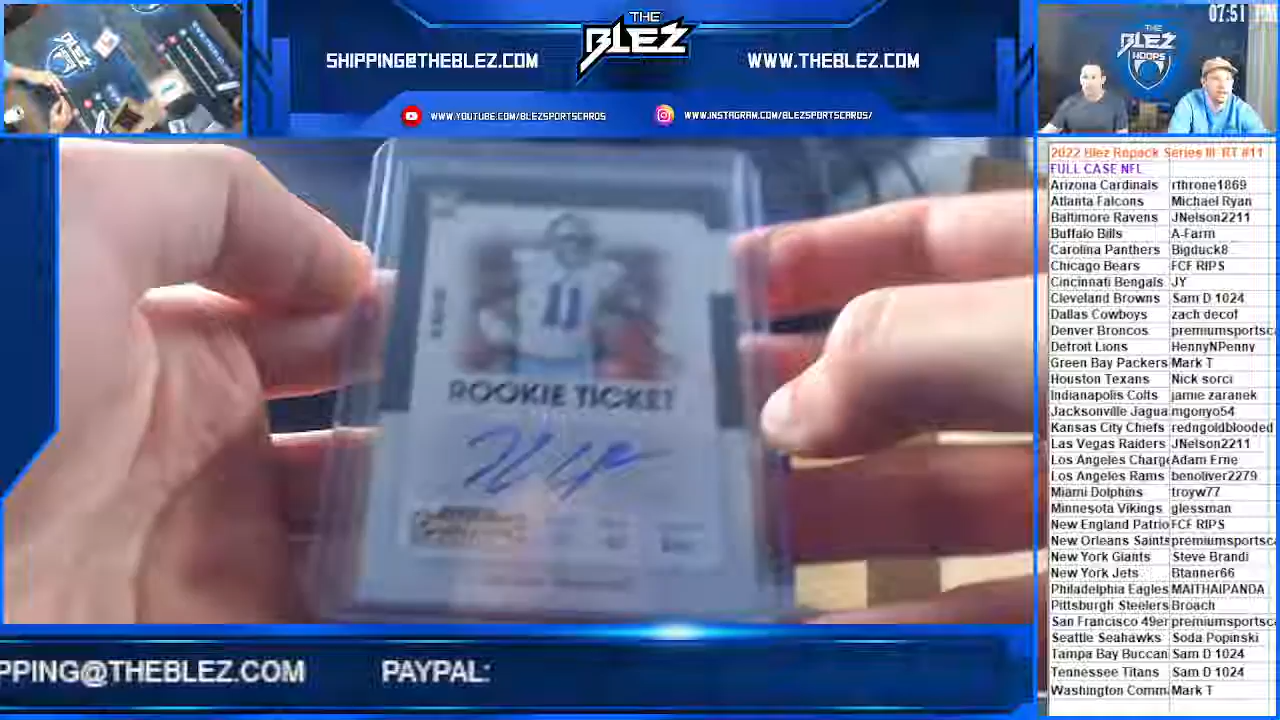 07:51
THE
BLEZ
SHIPPING@THEBLEZ.COM
WWW.THEBLEZ.COM
WWW.YOUTUBE.COM/BLEZSPORTSCARDS
WWW.INSTAGRAM.COM/BLEZSPORTSCARDS/
THE
BLEZ
HOOPS
11
ROOKIE TICKET
PPING@THEBLEZ.COM PAYPAL:
2022 Blez Repack Series III RT #11
FULL CASE NFL
Arizona Cardinals rthrone1869
Atlanta Falcons Michael Ryan
Baltimore Ravens JNelson2211
Buffalo Bills A-Farm
Carolina Panthers Bigduck8
Chicago Bears FCF RIPS
Cincinnati Bengals JY
Cleveland Browns Sam D 1024
Dallas Cowboys zach decof
Denver Broncos premiumsportsc
Detroit Lions HennyNPenny
Green Bay Packers Mark T
Houston Texans Nick sorci
Indianapolis Colts jamie zaranek
Jacksonville Jagua mgonyo54
Kansas City Chiefs redngoldblooded
Las Vegas Raiders JNelson2211
Los Angeles Charge Adam Erne
Los Angeles Rams benoliver2279
Miami Dolphins troyw77
Minnesota Vikings glessman
New England Patrio FCF RIPS
New Orleans Saints premiumsportsc
New York Giants Steve Brandi
New York Jets Btanner66
Philadelphia Eagles MAITHAIPANDA
Pittsburgh Steelers Broach
San Francisco 49er premiumsportsc
Seattle Seahawks Soda Popinski
Tampa Bay Buccan Sam D 1024
Tennessee Titans Sam D 1024
Washington Comm Mark T